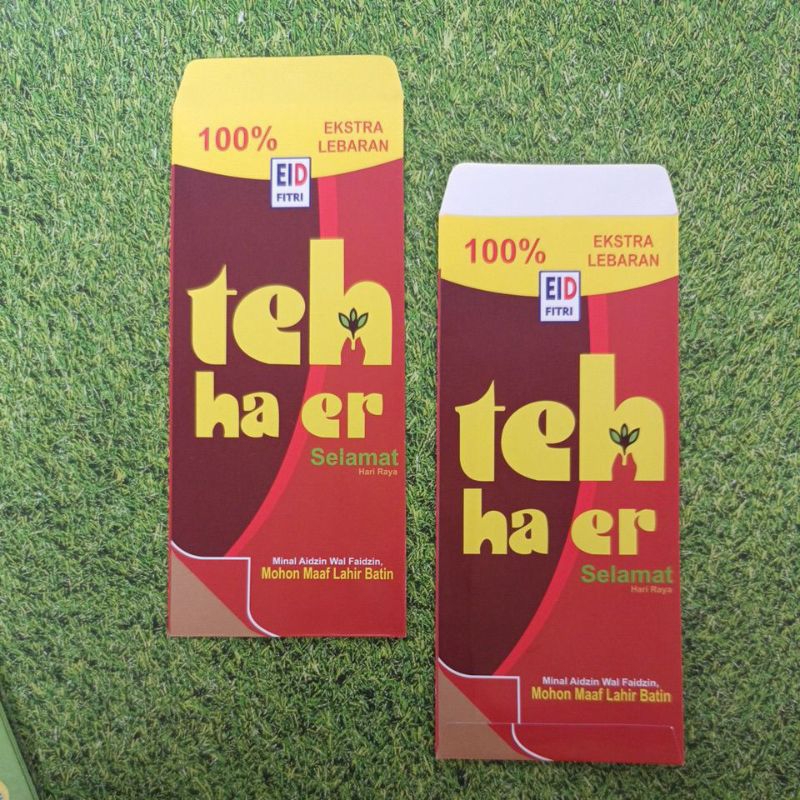 100%
EKSTRA
LEBARAN
EID
FITRI
teh
ha er
Selamat
Hari Raya
Minal Aidzin Wal Faidzin,
Mohon Maaf Lahir Batin
100%
EKSTRA
LEBARAN
EID
FITRI
teh
ha er
Selamat
Hari Raya
Minal Aidzin Wal Faidzin,
Mohon Maaf Lahir Batin